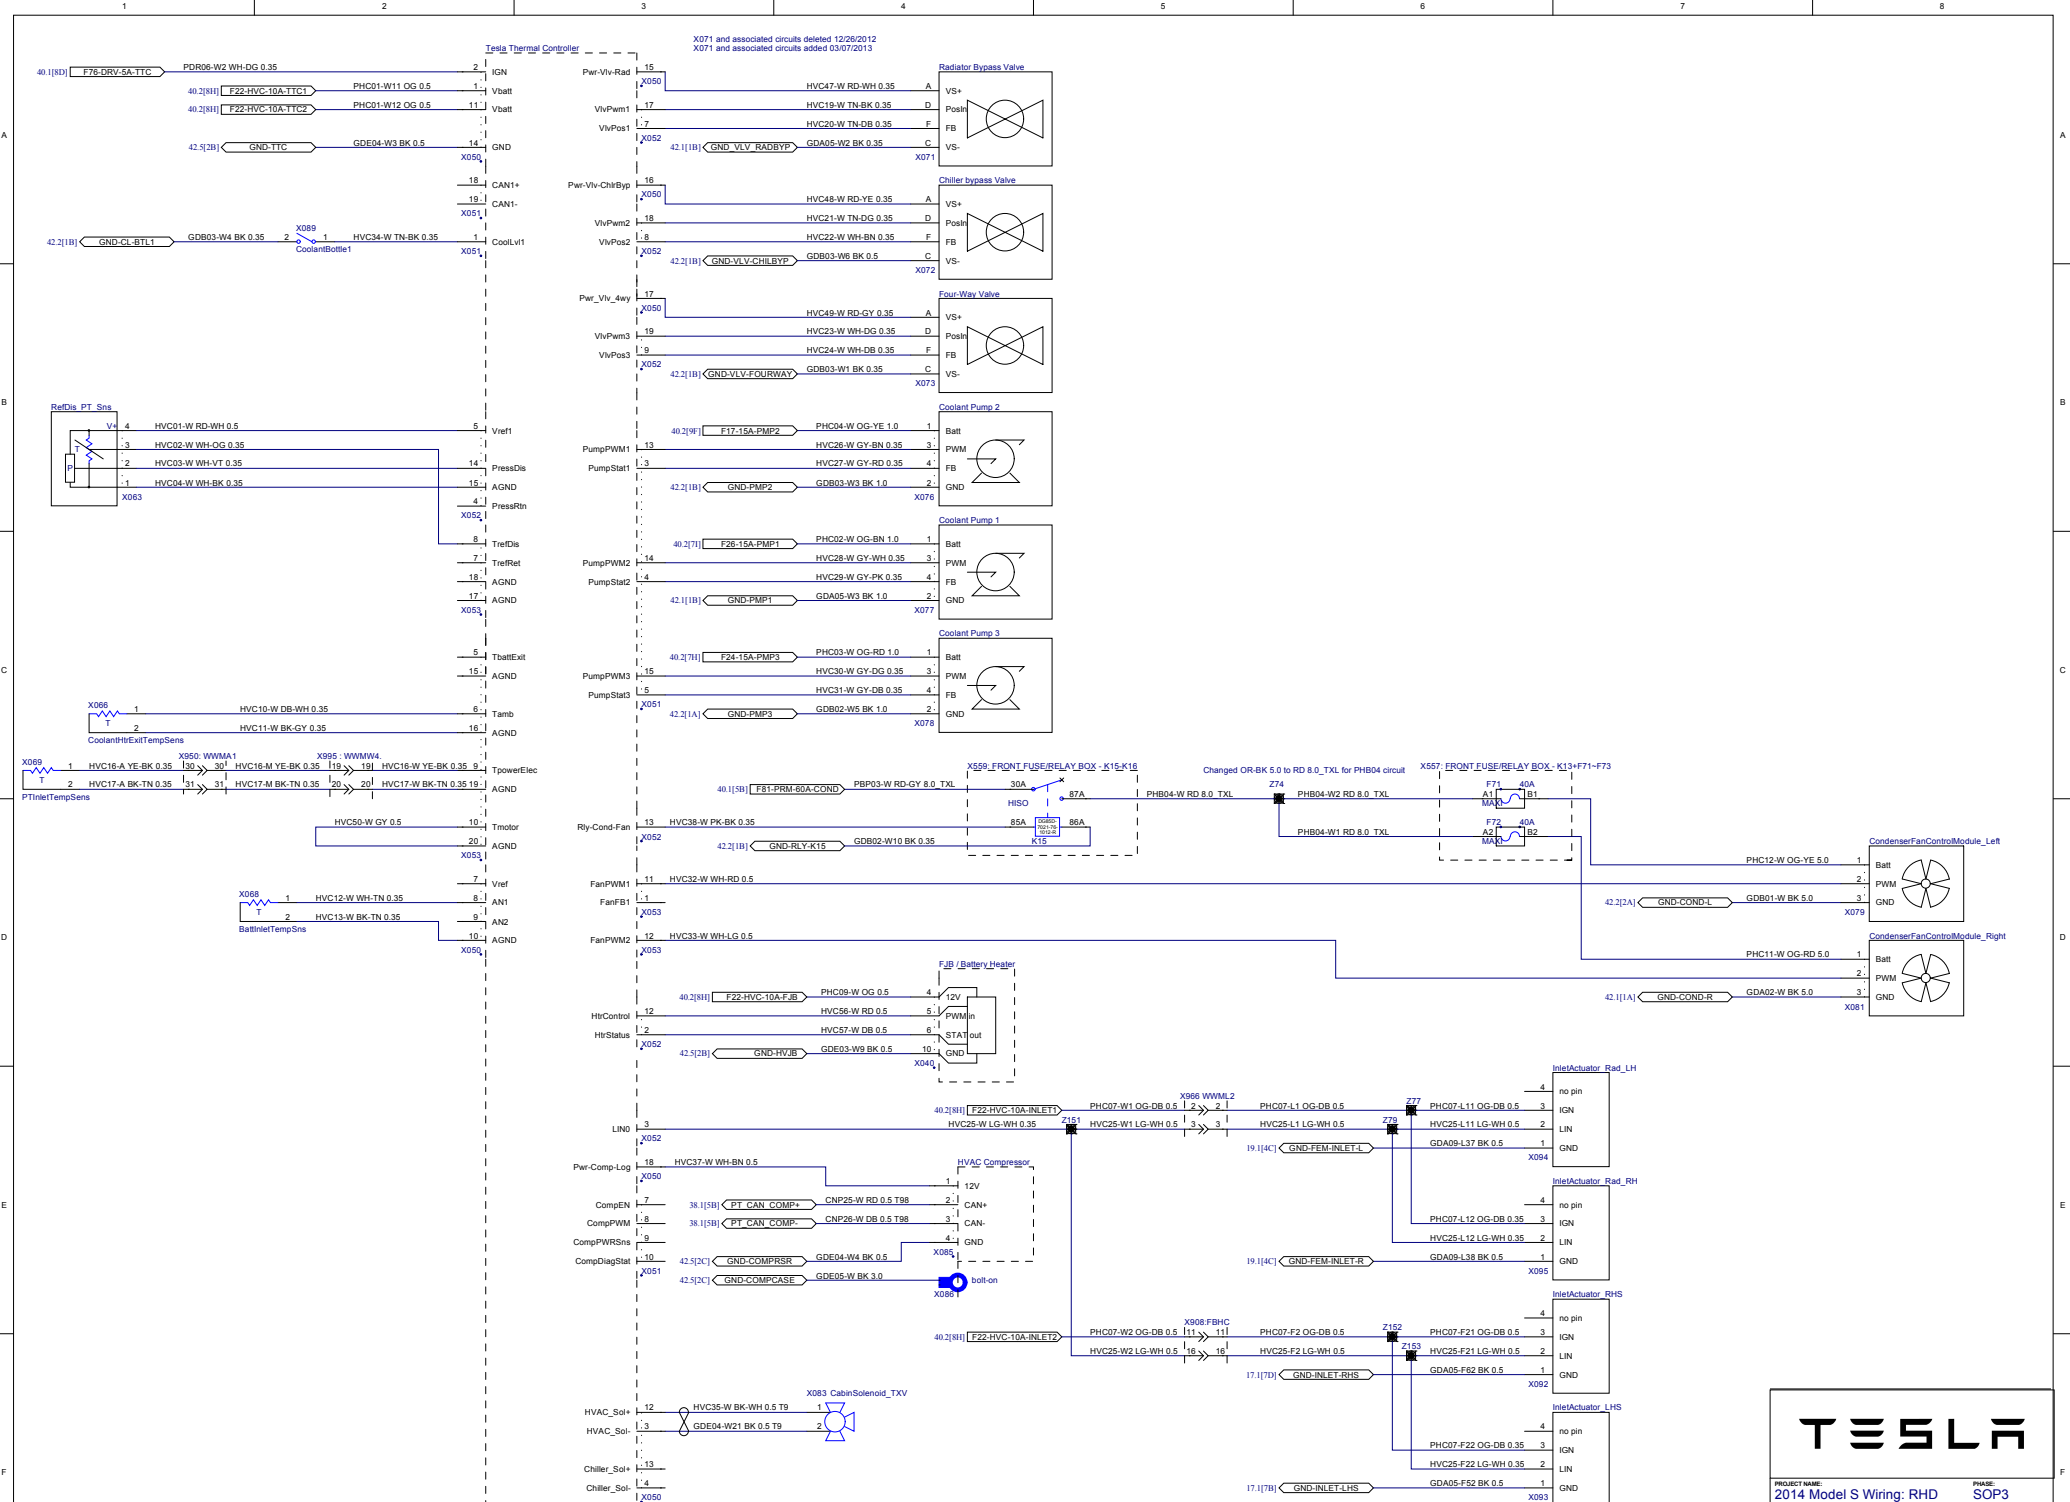 1 2 3 4 5 6 7 8
X071 and associated circuits deleted 12/26/2012
X071 and associated circuits added 03/07/2013
Tesla Thermal Controller
40.1[8D] F76-DRV-5A-TTC PDR06-W2 WH-DG 0.35 2 IGN
40.2[8H] F22-HVC-10A-TTC1 PHC01-W11 OG 0.5 1 Vbatt
40.2[8H] F22-HVC-10A-TTC2 PHC01-W12 OG 0.5 11 Vbatt
42.5[2B] GND-TTC GDE04-W3 BK 0.5 14 GND
X050
18 CAN1+
19 CAN1-
X051
42.2[1B] GND-CL-BTL1 GDB03-W4 BK 0.35 2 X089 1 HVC34-W TN-BK 0.35 1 CoolLvl1
CoolantBottle1
X051
RefDis_PT_Sns
V+ 4 HVC01-W RD-WH 0.5 5 Vref1
T 3 HVC02-W WH-OG 0.35
P 2 HVC03-W WH-VT 0.35 14 PressDis
1 HVC04-W WH-BK 0.35 15 AGND
X063
4 PressRtn
X052
8 TrefDis
7 TrefRet
18 AGND
17 AGND
X053
5 TbattExit
15 AGND
X066
T
1 HVC10-W DB-WH 0.35 6 Tamb
2 HVC11-W BK-GY 0.35 16 AGND
CoolantHtrExitTempSens
X069 X950: WWMA1 X995 : WWMW4.
T
1 HVC16-A YE-BK 0.35 30 30 HVC16-M YE-BK 0.35 19 19 HVC16-W YE-BK 0.35 9 TpowerElec
2 HVC17-A BK-TN 0.35 31 31 HVC17-M BK-TN 0.35 20 20 HVC17-W BK-TN 0.35 19 AGND
PTInletTempSens
HVC50-W GY 0.5 10 Tmotor
20 AGND
X053
7 Vref
X068
T
1 HVC12-W WH-TN 0.35 8 AN1
2 HVC13-W BK-TN 0.35 9 AN2
BattInletTempSns
10 AGND
X050
Pwr-Vlv-Rad 15
X050
VlvPwm1 17
VlvPos1 7
X052
Radiator Bypass Valve
HVC47-W RD-WH 0.35 A VS+
HVC19-W TN-BK 0.35 D PosIn
HVC20-W TN-DB 0.35 F FB
42.1[1B] GND_VLV_RADBYP GDA05-W2 BK 0.35 C VS-
X071
Pwr-Vlv-ChlrByp 16
X050
VlvPwm2 18
VlvPos2 8
X052
Chiller bypass Valve
HVC48-W RD-YE 0.35 A VS+
HVC21-W TN-DG 0.35 D PosIn
HVC22-W WH-BN 0.35 F FB
42.2[1B] GND-VLV-CHILBYP GDB03-W6 BK 0.5 C VS-
X072
Pwr_Vlv_4wy 17
X050
VlvPwm3 19
VlvPos3 9
X052
Four-Way Valve
HVC49-W RD-GY 0.35 A VS+
HVC23-W WH-DG 0.35 D PosIn
HVC24-W WH-DB 0.35 F FB
42.2[1B] GND-VLV-FOURWAY GDB03-W1 BK 0.35 C VS-
X073
Coolant Pump 2
40.2[9F] F17-15A-PMP2 PHC04-W OG-YE 1.0 1 Batt
PumpPWM1 13 HVC26-W GY-BN 0.35 3 PWM
PumpStat1 3 HVC27-W GY-RD 0.35 4 FB
42.2[1B] GND-PMP2 GDB03-W3 BK 1.0 2 GND
X076
Coolant Pump 1
40.2[7I] F26-15A-PMP1 PHC02-W OG-BN 1.0 1 Batt
PumpPWM2 14 HVC28-W GY-WH 0.35 3 PWM
PumpStat2 4 HVC29-W GY-PK 0.35 4 FB
42.1[1B] GND-PMP1 GDA05-W3 BK 1.0 2 GND
X077
Coolant Pump 3
40.2[7H] F24-15A-PMP3 PHC03-W OG-RD 1.0 1 Batt
PumpPWM3 15 HVC30-W GY-DG 0.35 3 PWM
PumpStat3 5 HVC31-W GY-DB 0.35 4 FB
X051
42.2[1A] GND-PMP3 GDB02-W5 BK 1.0 2 GND
X078
X559: FRONT FUSE/RELAY BOX - K15-K16
Changed OR-BK 5.0 to RD 8.0_TXL for PHB04 circuit
X557: FRONT FUSE/RELAY BOX - K13+F71~F73
40.1[5B] F81-PRM-60A-COND PBP03-W RD-GY 8.0_TXL 30A
HISO 87A PHB04-W RD 8.0_TXL Z74 PHB04-W2 RD 8.0_TXL A1 F71 40A B1
MAXI
Rly-Cond-Fan 13 HVC38-W PK-BK 0.35 85A 86A
X052 K15
PHB04-W1 RD 8.0_TXL A2 F72 40A B2
MAXI
42.2[1B] GND-RLY-K15 GDB02-W10 BK 0.35
CondenserFanControlModule_Left
PHC12-W OG-YE 5.0 1 Batt
FanPWM1 11 HVC32-W WH-RD 0.5 2 PWM
FanFB1 1
X053
42.2[2A] GND-COND-L GDB01-W BK 5.0 3 GND
X079
FanPWM2 12 HVC33-W WH-LG 0.5
X053
CondenserFanControlModule_Right
PHC11-W OG-RD 5.0 1 Batt
2 PWM
42.1[1A] GND-COND-R GDA02-W BK 5.0 3 GND
X081
FJB / Battery Heater
40.2[8H] F22-HVC-10A-FJB PHC09-W OG 0.5 4 12V
HtrControl 12 HVC56-W RD 0.5 5 PWM in
HtrStatus 2 HVC57-W DB 0.5 6 STAT out
X052
42.5[2B] GND-HVJB GDE03-W9 BK 0.5 10 GND
X040
InletActuator_Rad_LH
4 no pin
40.2[8H] F22-HVC-10A-INLET1 PHC07-W1 OG-DB 0.5 X966 WWML2 2 2 PHC07-L1 OG-DB 0.5 Z77 PHC07-L11 OG-DB 0.5 3 IGN
LIN0 3 HVC25-W LG-WH 0.35 Z151 HVC25-W1 LG-WH 0.5 3 3 HVC25-L1 LG-WH 0.5 Z79 HVC25-L11 LG-WH 0.5 2 LIN
X052
19.1[4C] GND-FEM-INLET-L GDA09-L37 BK 0.5 1 GND
X094
Pwr-Comp-Log 18 HVC37-W WH-BN 0.5
X050
HVAC Compressor
1 12V
CompEN 7 38.1[5B] PT_CAN_COMP+ CNP25-W RD 0.5 T98 2 CAN+
CompPWM 8 38.1[5B] PT_CAN_COMP- CNP26-W DB 0.5 T98 3 CAN-
CompPWRSns 9 4 GND
X085
CompDiagStat 10 42.5[2C] GND-COMPRSR GDE04-W4 BK 0.5
X051
42.5[2C] GND-COMPCASE GDE05-W BK 3.0 bolt-on
X086
InletActuator_Rad_RH
4 no pin
PHC07-L12 OG-DB 0.35 3 IGN
HVC25-L12 LG-WH 0.35 2 LIN
19.1[4C] GND-FEM-INLET-R GDA09-L38 BK 0.5 1 GND
X095
InletActuator_RHS
4 no pin
40.2[8H] F22-HVC-10A-INLET2 PHC07-W2 OG-DB 0.5 X908:FBHC 11 11 PHC07-F2 OG-DB 0.5 Z152 PHC07-F21 OG-DB 0.5 3 IGN
HVC25-W2 LG-WH 0.5 16 16 HVC25-F2 LG-WH 0.5 Z153 HVC25-F21 LG-WH 0.5 2 LIN
17.1[7D] GND-INLET-RHS GDA05-F62 BK 0.5 1 GND
X092
X083 CabinSolenoid_TXV
HVAC_Sol+ 12 HVC35-W BK-WH 0.5 T9 1
HVAC_Sol- 3 GDE04-W21 BK 0.5 T9 2
Chiller_Sol+ 13
Chiller_Sol- 4
X050
InletActuator_LHS
4 no pin
PHC07-F22 OG-DB 0.35 3 IGN
HVC25-F22 LG-WH 0.35 2 LIN
17.1[7B] GND-INLET-LHS GDA05-F52 BK 0.5 1 GND
X093
A A
B B
C C
D D
E E
F F
TESLA
PROJECT NAME: PHASE:
2014 Model S Wiring: RHD SOP3